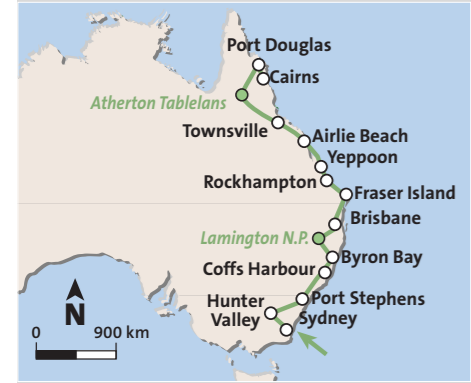 Port Douglas
Cairns
Atherton Tablelans
Townsville
Airlie Beach
Yeppoon
Rockhampton
Fraser Island
Brisbane
Lamington N.P.
Byron Bay
Coffs Harbour
Port Stephens
Hunter
Valley
Sydney
N
0 900 km